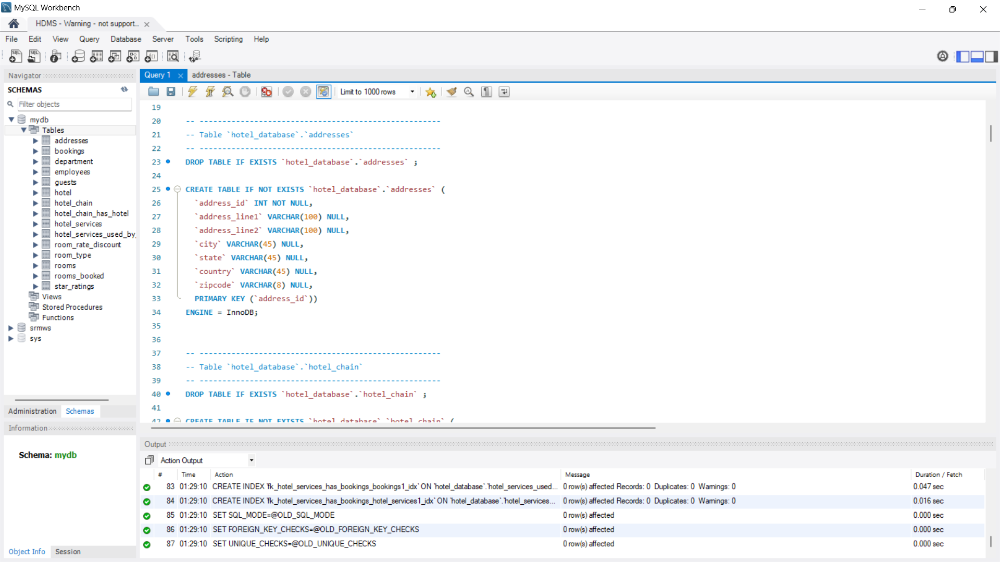 MySQL Workbench
HDMS - Warning - not support...
File Edit View Query Database Server Tools Scripting Help
Navigator
SCHEMAS
Filter objects
mydb
Tables
addresses
bookings
department
employees
guests
hotel
hotel_chain
hotel_chain_has_hotel
hotel_services
hotel_services_used_by_
room_rate_discount
room_type
rooms
rooms_booked
star_ratings
Views
Stored Procedures
Functions
srmws
sys
Administration Schemas
Information
Schema: mydb
Object Info Session
Query 1 addresses - Table
Limit to 1000 rows
19
20 -- -----------------------------------------------------
21 -- Table `hotel_database`.`addresses`
22 -- -----------------------------------------------------
23 DROP TABLE IF EXISTS `hotel_database`.`addresses` ;
24
25 CREATE TABLE IF NOT EXISTS `hotel_database`.`addresses` (
26 `address_id` INT NOT NULL,
27 `address_line1` VARCHAR(100) NULL,
28 `address_line2` VARCHAR(100) NULL,
29 `city` VARCHAR(45) NULL,
30 `state` VARCHAR(45) NULL,
31 `country` VARCHAR(45) NULL,
32 `zipcode` VARCHAR(8) NULL,
33 PRIMARY KEY (`address_id`))
34 ENGINE = InnoDB;
35
36
37 -- -----------------------------------------------------
38 -- Table `hotel_database`.`hotel_chain`
39 -- -----------------------------------------------------
40 DROP TABLE IF EXISTS `hotel_database`.`hotel_chain` ;
41
42 CREATE TABLE IF NOT EXISTS `hotel_database`.`hotel_chain` (
Output
Action Output
# Time Action Message Duration / Fetch
83 01:29:10 CREATE INDEX `fk_hotel_services_has_bookings_bookings1_idx` ON `hotel_database`.`hotel_services_used... 0 row(s) affected Records: 0 Duplicates: 0 Warnings: 0 0.047 sec
84 01:29:10 CREATE INDEX `fk_hotel_services_has_bookings_hotel_services1_idx` ON `hotel_database`.`hotel_services... 0 row(s) affected Records: 0 Duplicates: 0 Warnings: 0 0.016 sec
85 01:29:10 SET SQL_MODE=@OLD_SQL_MODE 0 row(s) affected 0.000 sec
86 01:29:10 SET FOREIGN_KEY_CHECKS=@OLD_FOREIGN_KEY_CHECKS 0 row(s) affected 0.000 sec
87 01:29:10 SET UNIQUE_CHECKS=@OLD_UNIQUE_CHECKS 0 row(s) affected 0.000 sec